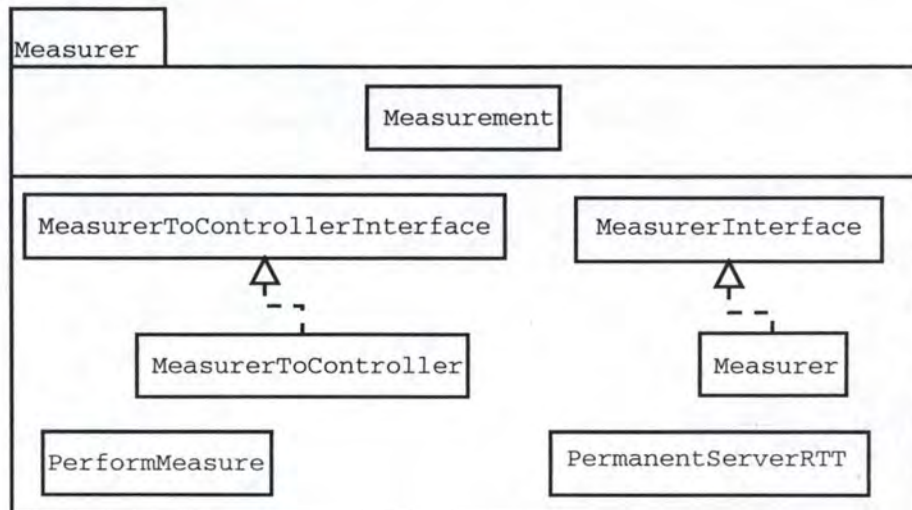 Measurer
Measurement
MeasurerToControllerInterface
MeasurerInterface
MeasurerToController
Measurer
PerformMeasure
PermanentServerRTT